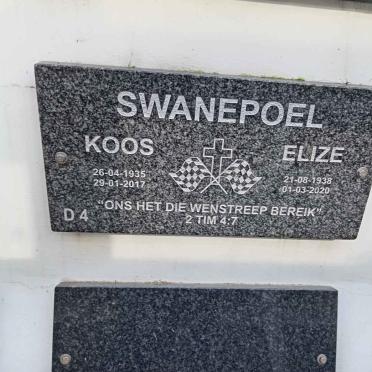 SWANEPOEL
KOOS ELIZE
26-04-1935 21-08-1938
29-01-2017 01-03-2020
"ONS HET DIE WENSTREEP BEREIK"
2 TIM 4:7
D 4